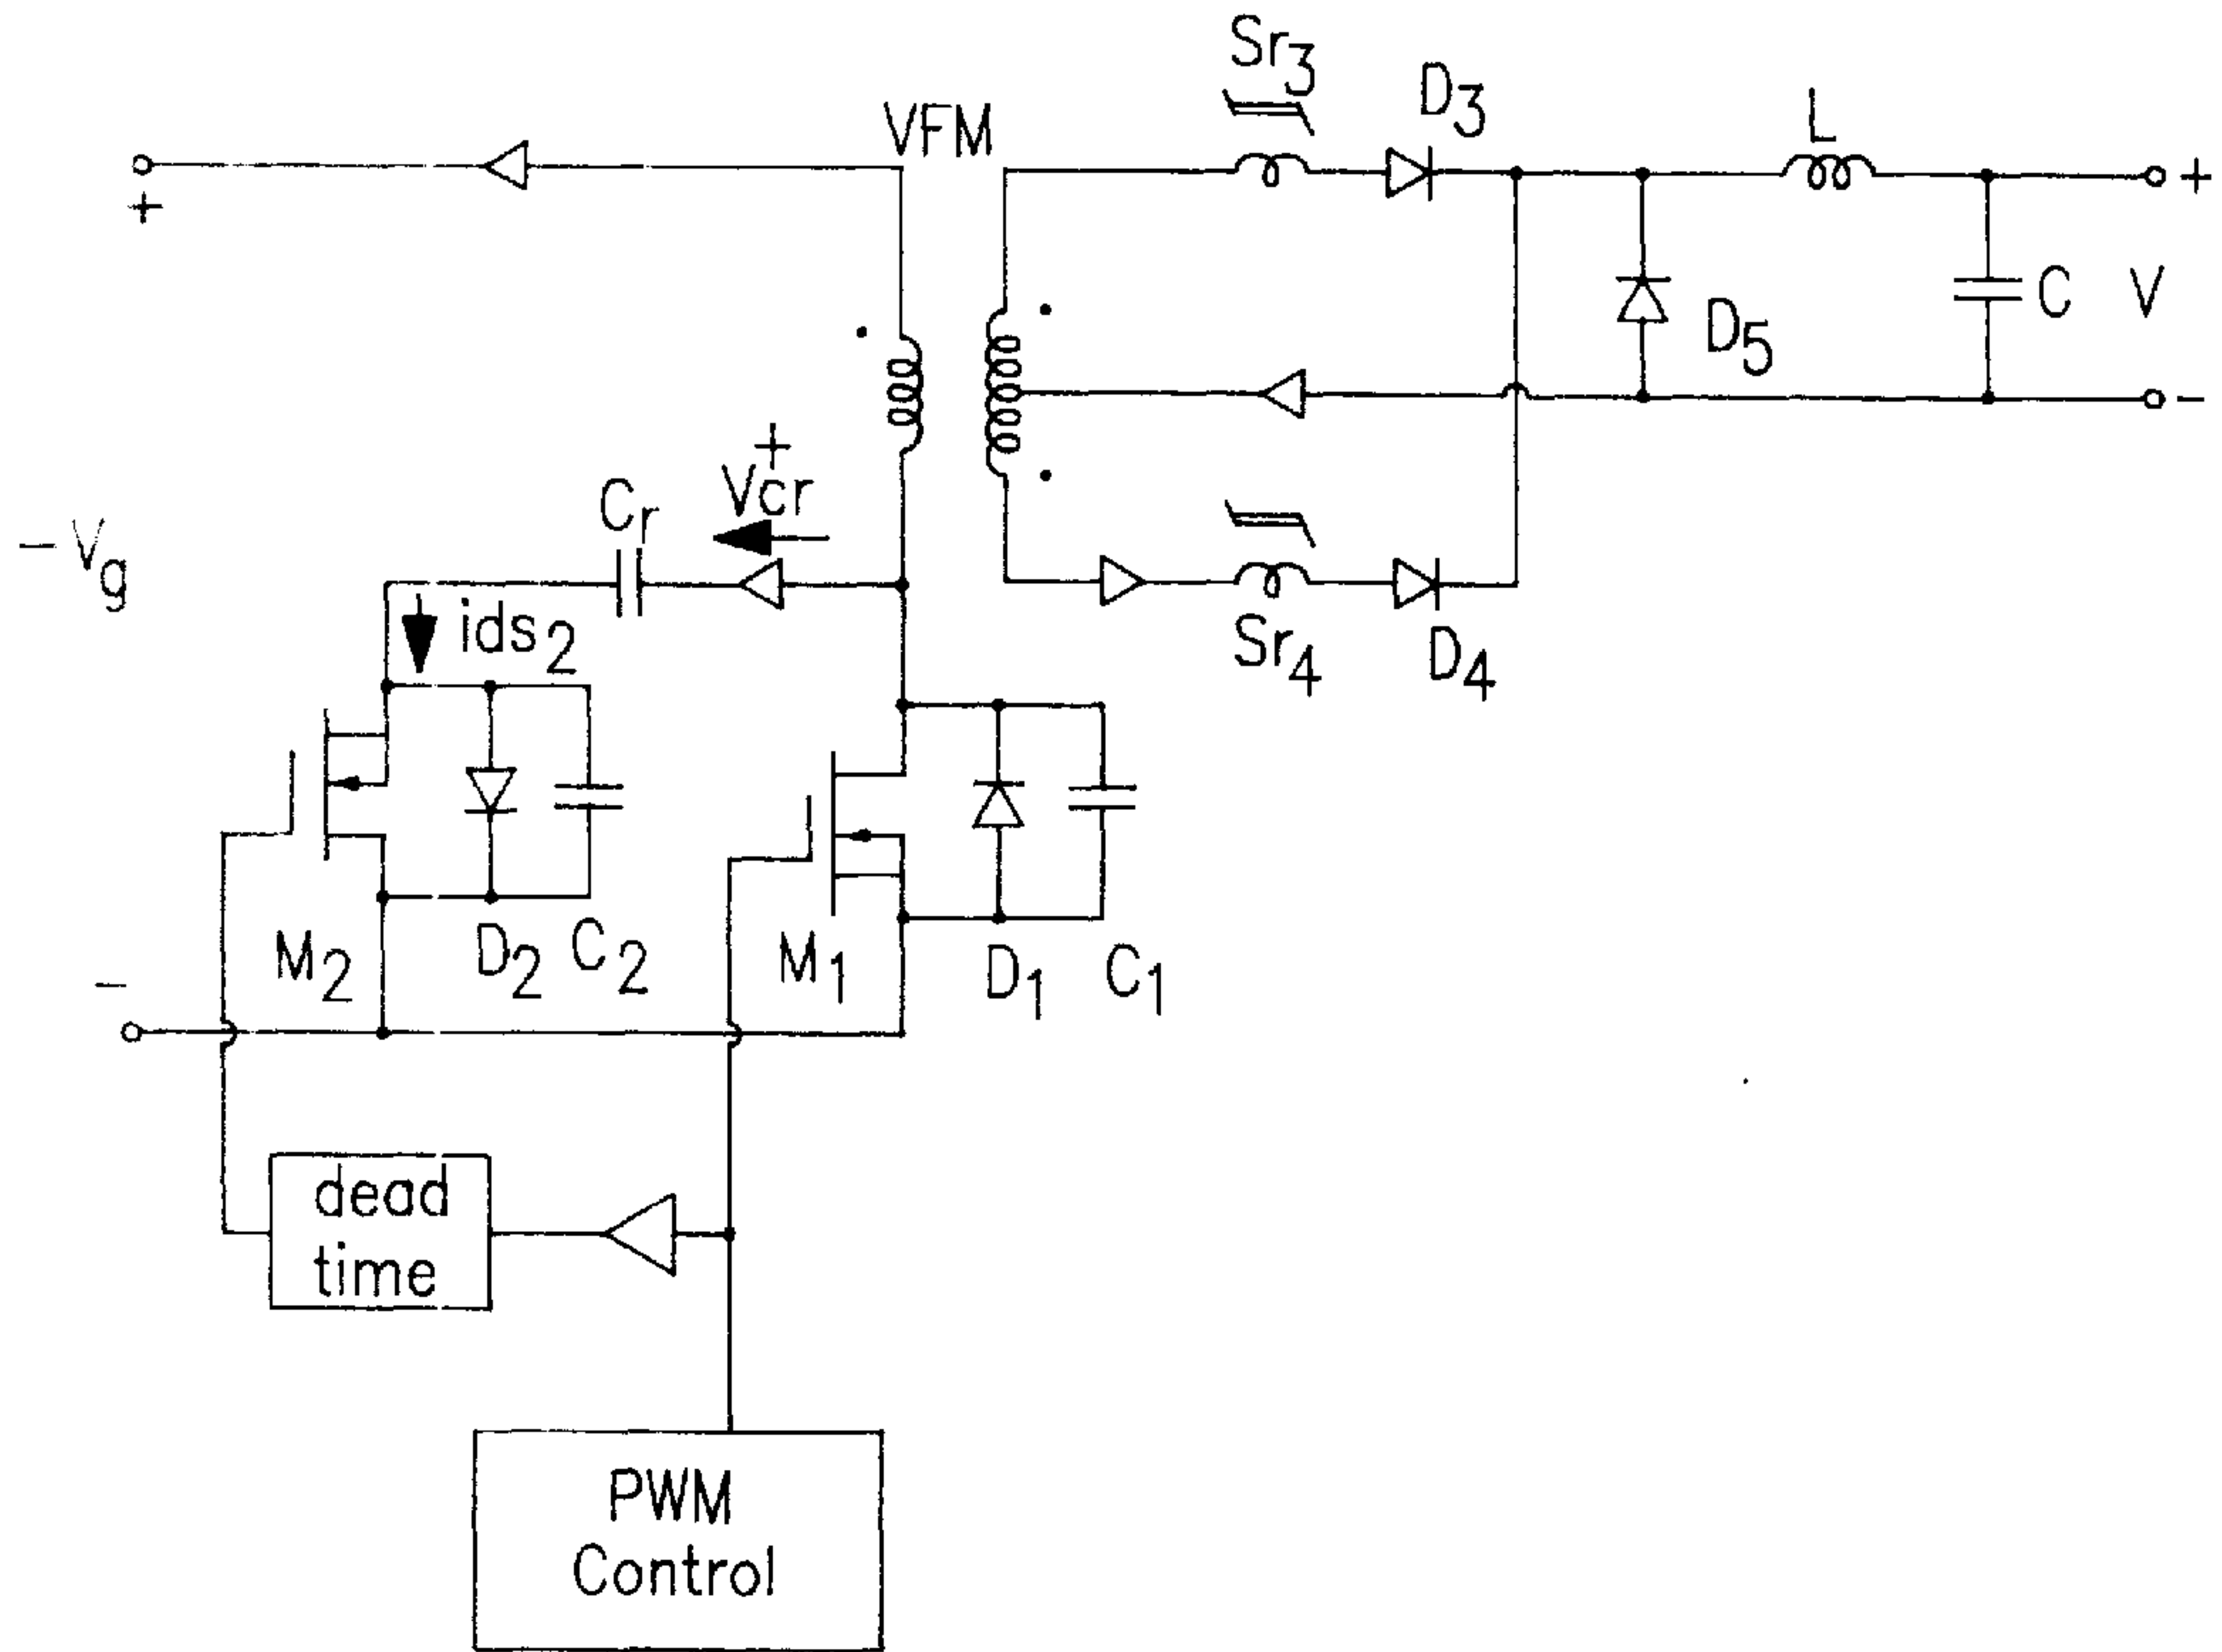 Sr3
D3
VFM
L
+
+
D5
C
V
-
+
Vcr
Cr
-Vg
ids2
Sr4
D4
M2
D2
C2
M1
D1
C1
-
dead
time
PWM
Control